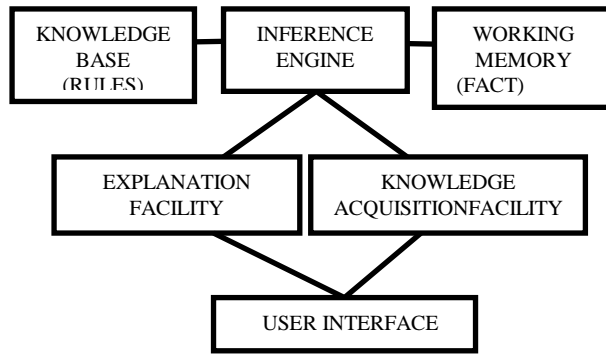 KNOWLEDGE
BASE
(RULES)
INFERENCE
ENGINE
WORKING
MEMORY
(FACT)
EXPLANATION
FACILITY
KNOWLEDGE
ACQUISITIONFACILITY
USER INTERFACE